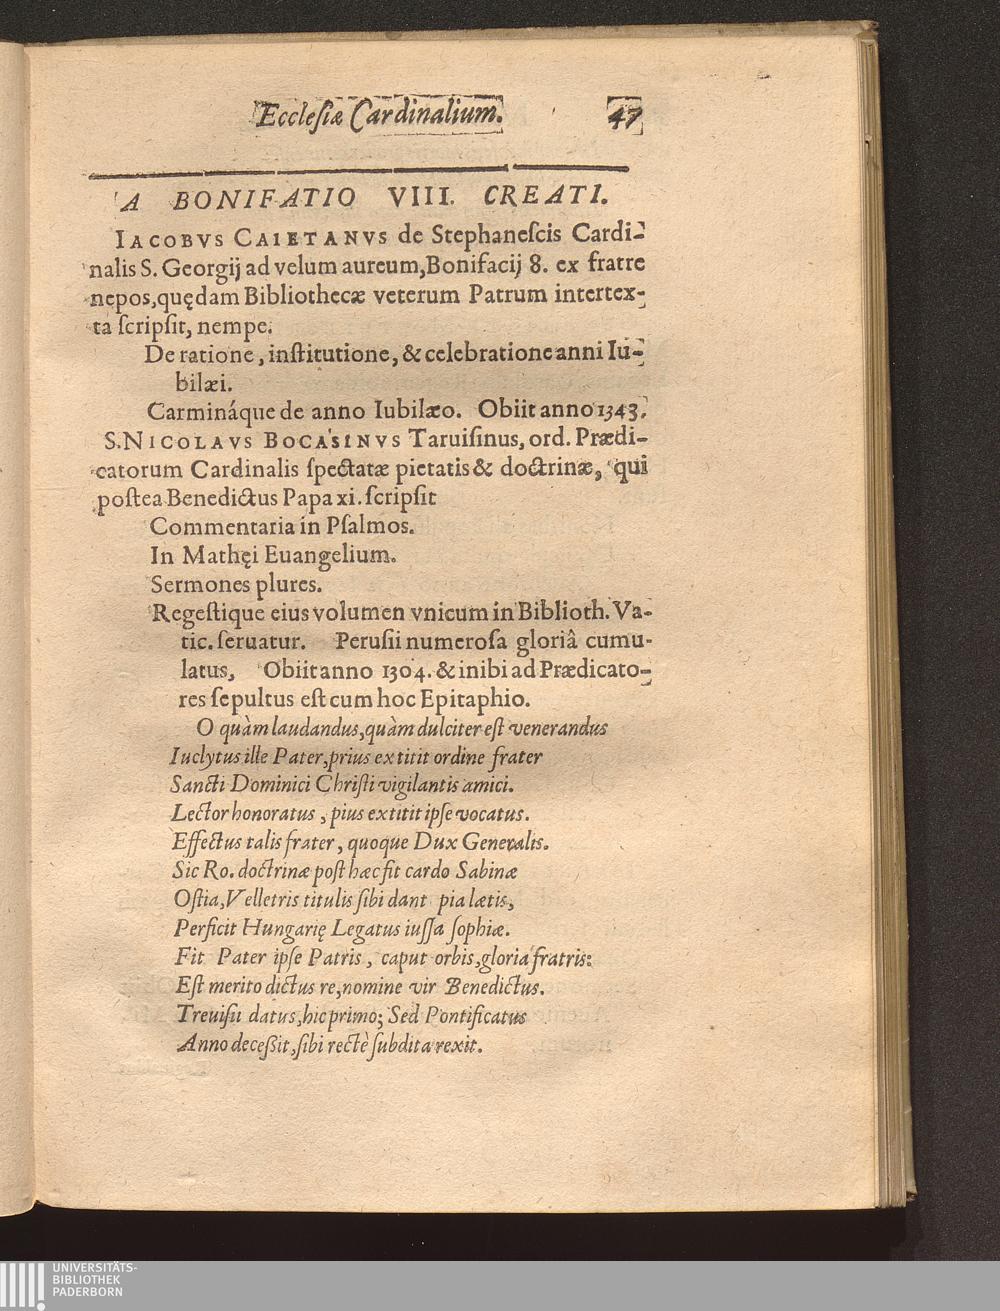 Ecclesiæ Cardinalium. 47
A BONIFATIO VIII. CREATI.
IACOBVS CAIETANVS de Stephanescis Cardi-
nalis S. Georgij ad velum aureum, Bonifacij 8. ex fratre
nepos, quędam Bibliothecæ veterum Patrum intertex-
ta scripsit, nempe.
De ratione, institutione, & celebratione anni Iu-
bilæi.
Carmináque de anno Iubilæo. Obiit anno 1343.
S. NICOLAVS BOCASINVS Taruisinus, ord. Prædi-
catorum Cardinalis spectatæ pietatis & doctrinæ, qui
postea Benedictus Papa xi. scripsit
Commentaria in Psalmos.
In Mathęi Euangelium.
Sermones plures.
Regestique eius volumen vnicum in Biblioth. Va-
tic. seruatur. Perusii numerosa gloriâ cumu-
latus, Obiit anno 1304. & inibi ad Prædicato-
res sepultus est cum hoc Epitaphio.
O quàm laudandus, quàm dulciter est venerandus
Iuclytus ille Pater, prius extitit ordine frater
Sancti Dominici Christi vigilantis amici.
Lector honoratus, pius extitit ipse vocatus.
Effectus talis frater, quoque Dux Generalis.
Sic Ro. doctrinæ post hæc fit cardo Sabinæ
Ostia, Velletris titulis sibi dant pia lætis,
Perficit Hungarię Legatus iussa sophiæ.
Fit Pater ipse Patris, caput orbis, gloria fratris:
Est merito dictus re, nomine vir Benedictus.
Treuisii datus, hic primo; Sed Pontificatus
Anno deceßit, sibi rectè subdita rexit.
UNIVERSITÄTS-
BIBLIOTHEK
PADERBORN